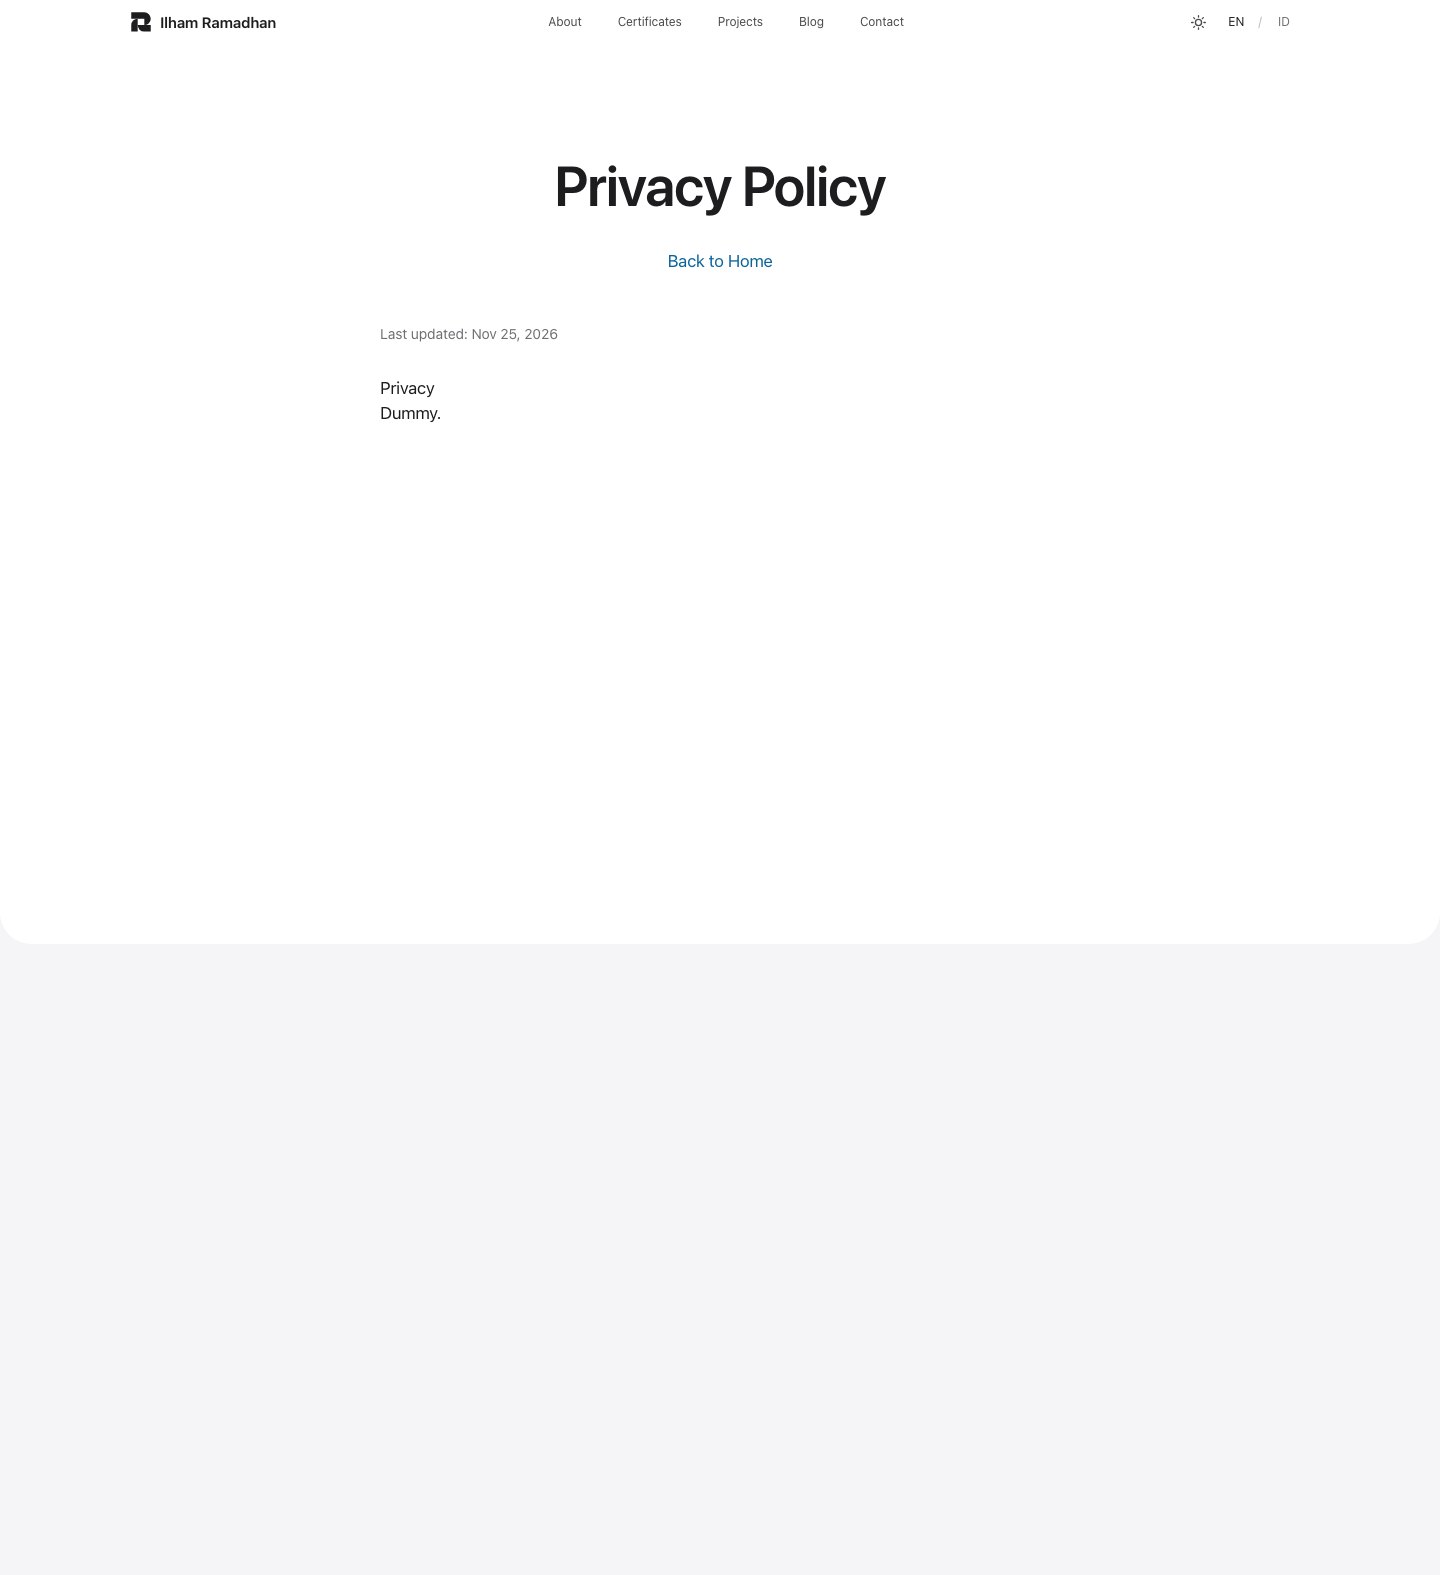 Ilham Ramadhan
About Certificates Projects Blog Contact
EN / ID
Privacy Policy
Back to Home
Last updated: Nov 25, 2026
Privacy
Dummy.